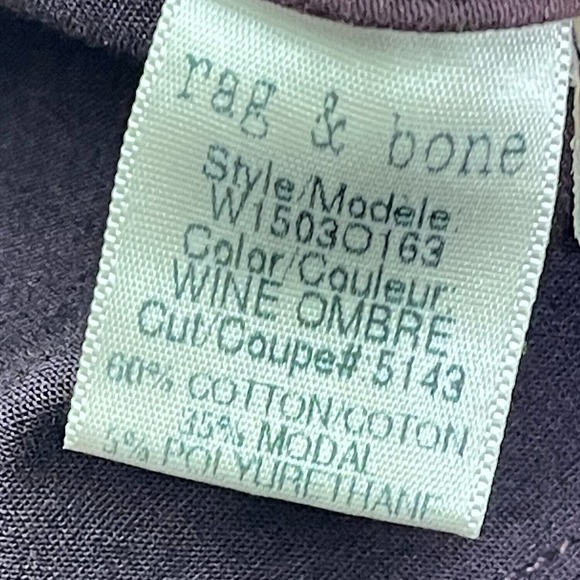 rag & bone
Style/Modele:
W1503O163
Color/Couleur:
WINE OMBRE
Cut/Coupe#:5143
60% COTTON/COTON
35% MODAL
5% POLYURETHANE